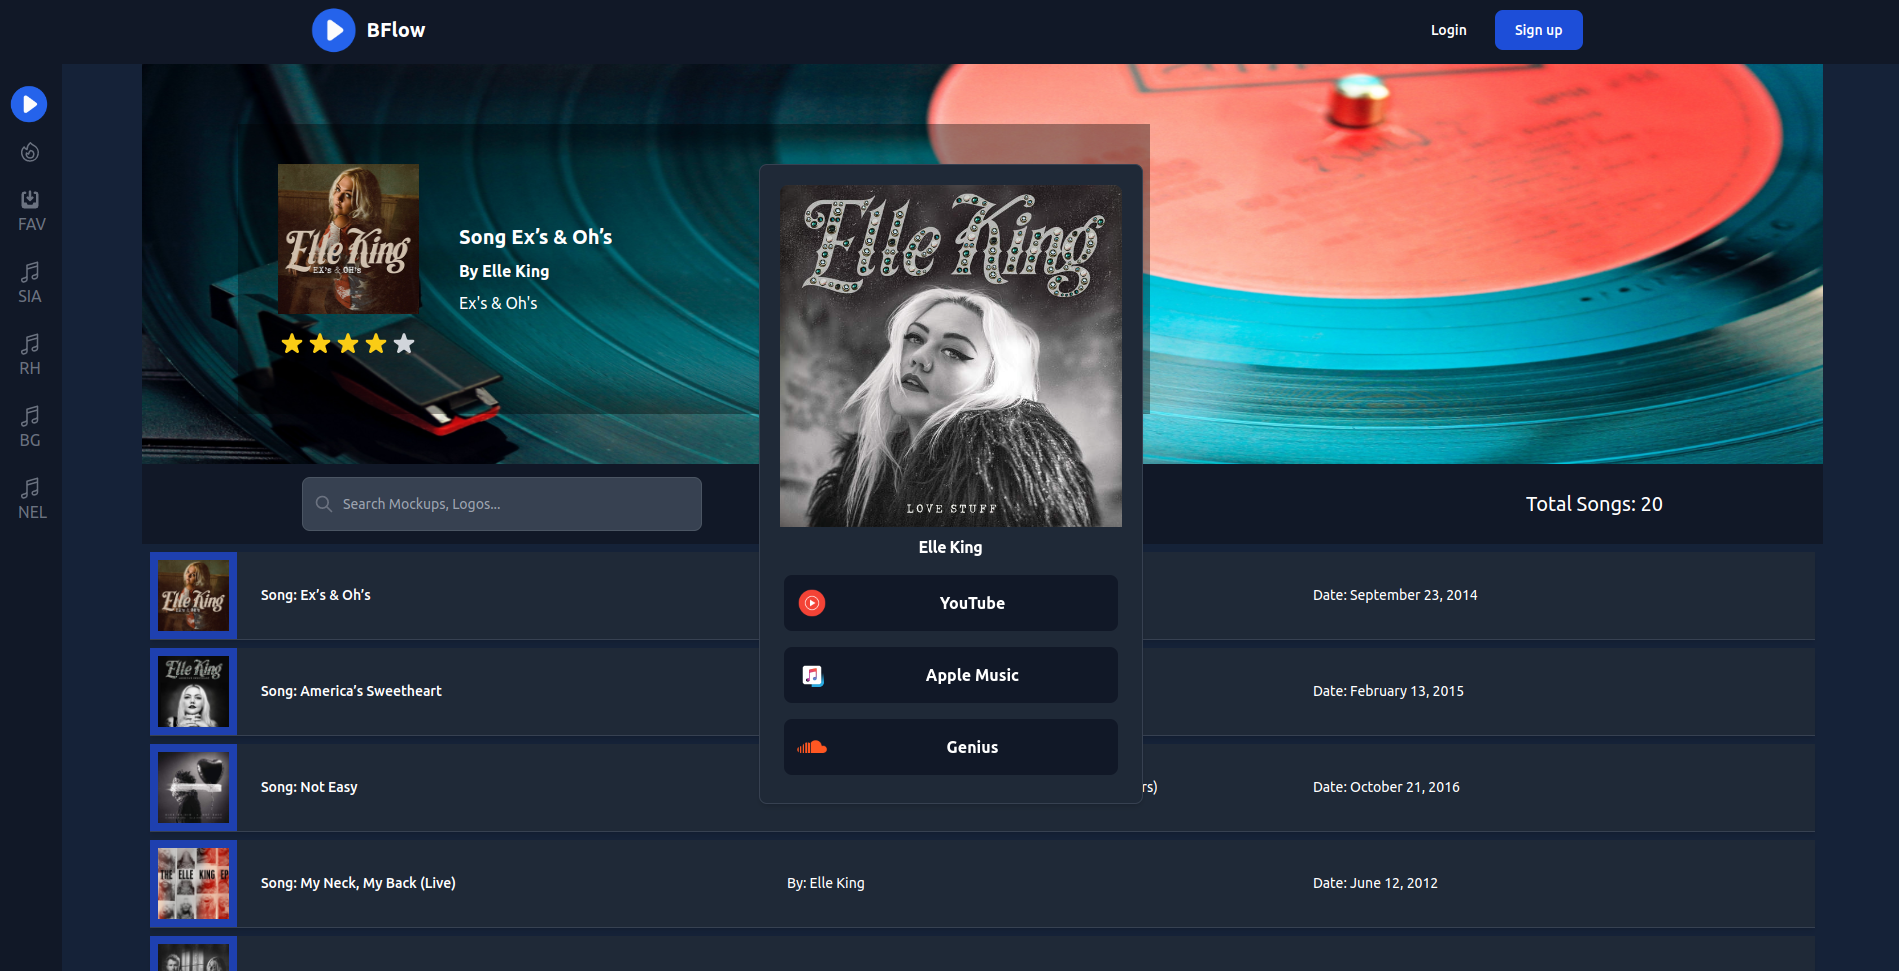 BFlow
Login
Sign up
FAV
SIA
RH
BG
NEL
Elle King
EX's & OH's
Song Ex’s & Oh’s
By Elle King
Ex's & Oh's
Elle King
LOVE STUFF
Elle King
YouTube
Apple Music
Genius
Search Mockups, Logos...
Total Songs: 20
Elle King
Song: Ex’s & Oh’s
Date: September 23, 2014
Elle King
Song: America’s Sweetheart
Date: February 13, 2015
Song: Not Easy
rs)
Date: October 21, 2016
THE ELLE KING EP
Song: My Neck, My Back (Live)
By: Elle King
Date: June 12, 2012